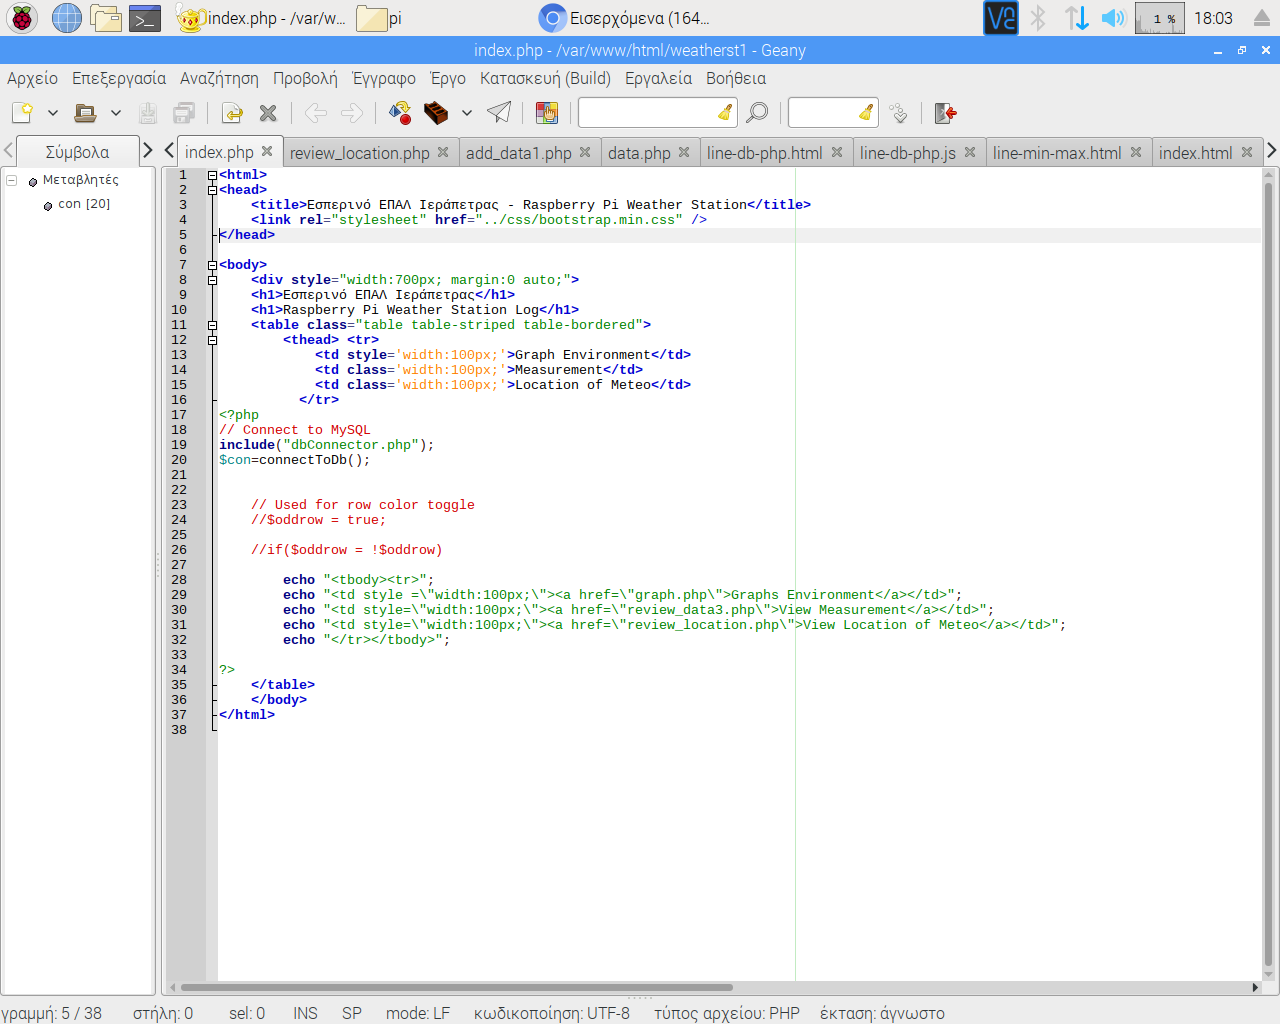 index.php - /var/w...
pi
Εισερχόμενα (164...
1 %
18:03
index.php - /var/www/html/weatherst1 - Geany
Αρχείο Επεξεργασία Αναζήτηση Προβολή Έγγραφο Έργο Κατασκευή (Build) Εργαλεία Βοήθεια
Σύμβολα
index.php review_location.php add_data1.php data.php line-db-php.html line-db-php.js line-min-max.html index.html
Μεταβλητές
con [20]
1 <html>
2 <head>
3 <title>Εσπερινό ΕΠΑΛ Ιεράπετρας - Raspberry Pi Weather Station</title>
4 <link rel="stylesheet" href="../css/bootstrap.min.css" />
5 </head>
6
7 <body>
8 <div style="width:700px; margin:0 auto;">
9 <h1>Εσπερινό ΕΠΑΛ Ιεράπετρας</h1>
10 <h1>Raspberry Pi Weather Station Log</h1>
11 <table class="table table-striped table-bordered">
12 <thead> <tr>
13 <td style='width:100px;'>Graph Environment</td>
14 <td class='width:100px;'>Measurement</td>
15 <td class='width:100px;'>Location of Meteo</td>
16 </tr>
17 <?php
18 // Connect to MySQL
19 include("dbConnector.php");
20 $con=connectToDb();
21
22
23 // Used for row color toggle
24 //$oddrow = true;
25
26 //if($oddrow = !$oddrow)
27
28 echo "<tbody><tr>";
29 echo "<td style =\"width:100px;\"><a href=\"graph.php\">Graphs Environment</a></td>";
30 echo "<td style=\"width:100px;\"><a href=\"review_data3.php\">View Measurement</a></td>";
31 echo "<td style=\"width:100px;\"><a href=\"review_location.php\">View Location of Meteo</a></td>";
32 echo "</tr></tbody>";
33
34 ?>
35 </table>
36 </body>
37 </html>
38
γραμμή: 5 / 38 στήλη: 0 sel: 0 INS SP mode: LF κωδικοποίηση: UTF-8 τύπος αρχείου: PHP έκταση: άγνωστο